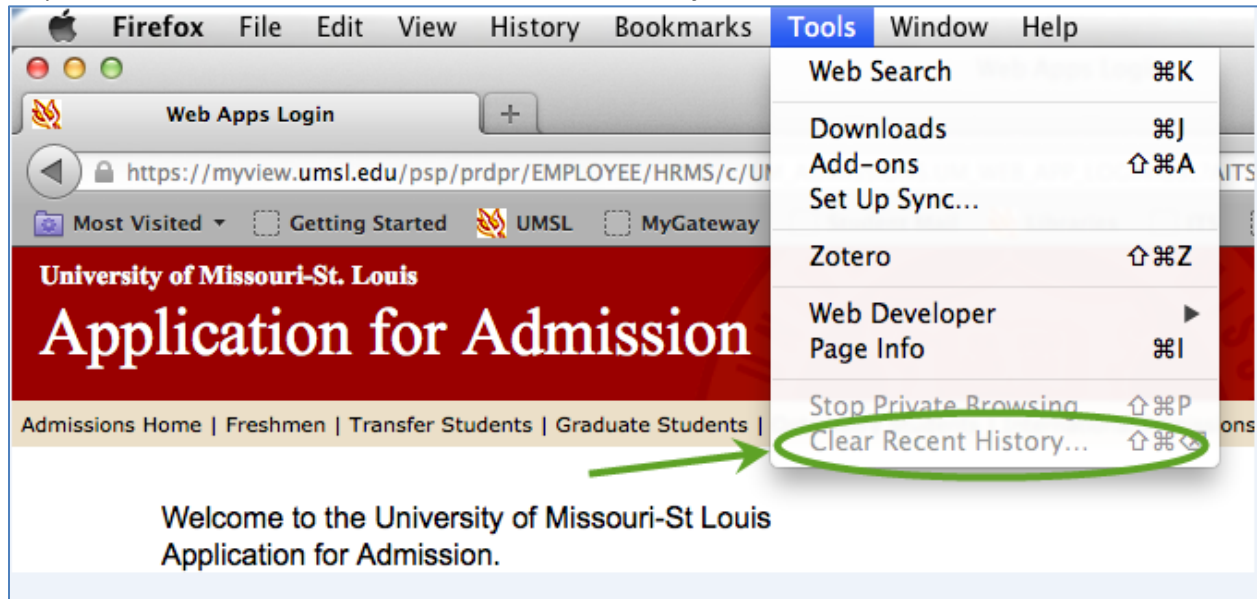 Firefox File Edit View History Bookmarks Tools Window Help
Web Search ⌘K
Web Apps Login
Downloads ⌘J
Add-ons ⇧⌘A
https://myview.umsl.edu/psp/prdpr/EMPLOYEE/HRMS/c/U
Set Up Sync...
Most Visited Getting Started UMSL MyGateway
Zotero ⇧⌘Z
University of Missouri-St. Louis
Application for Admission
Web Developer
Page Info ⌘I
Stop Private Browsing ⇧⌘P
Admissions Home | Freshmen | Transfer Students | Graduate Students |
Clear Recent History... ⇧⌘⌫
Welcome to the University of Missouri-St Louis
Application for Admission.